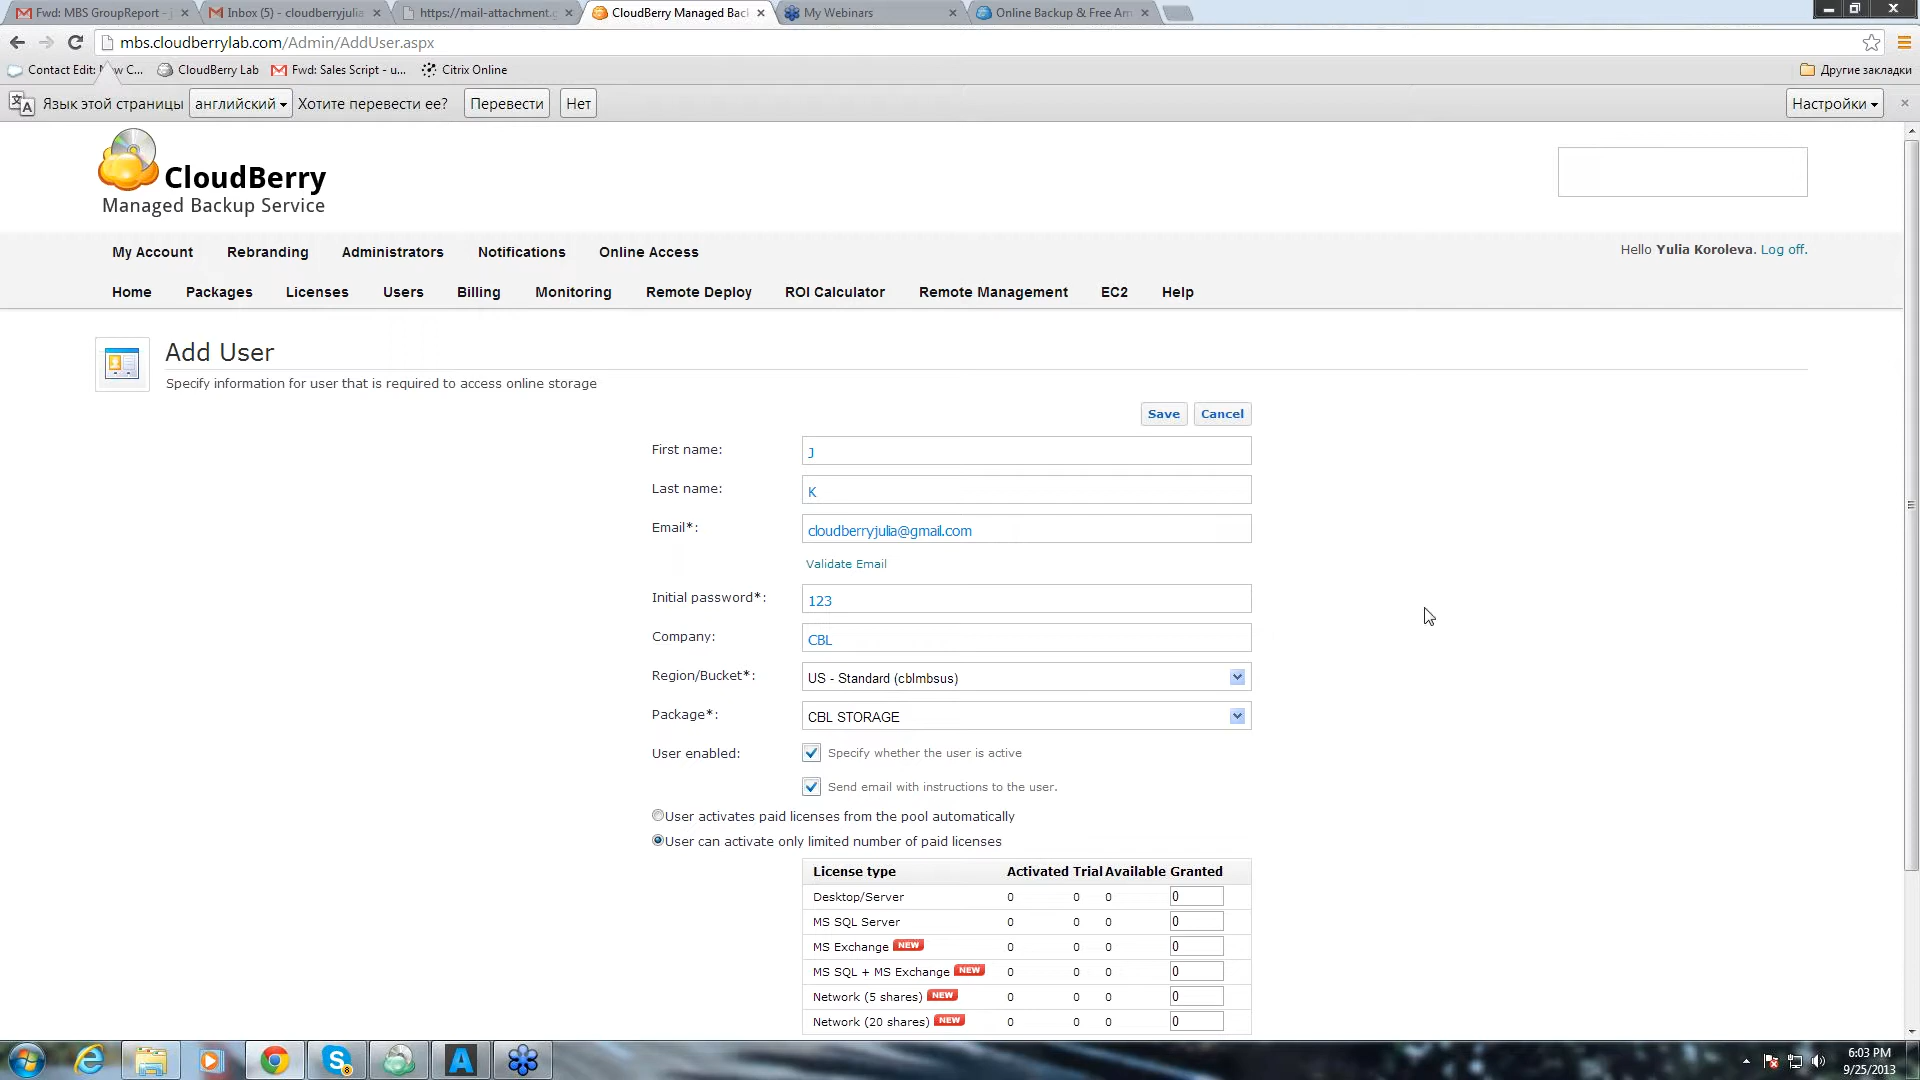 Fwd: MBS GroupReport - j
Inbox (5) - cloudberryjulia
https://mail-attachment.g
CloudBerry Managed Back
My Webinars
Online Backup & Free Am
mbs.cloudberrylab.com/Admin/AddUser.aspx
CloudBerry Lab
Fwd: Sales Script - u...
Citrix Online
Другие закладки
Язык этой страницы английский Хотите перевести ее? Перевести Нет Настройки
CloudBerry
Managed Backup Service
My Account Rebranding Administrators Notifications Online Access
Hello Yulia Koroleva. Log off.
Home Packages Licenses Users Billing Monitoring Remote Deploy ROI Calculator Remote Management EC2 Help
Add User
Specify information for user that is required to access online storage
Save Cancel
First name: J
Last name: K
Email*: cloudberryjulia@gmail.com
Validate Email
Initial password*: 123
Company: CBL
Region/Bucket*: US - Standard (cblmbsus)
Package*: CBL STORAGE
User enabled: Specify whether the user is active
Send email with instructions to the user.
User activates paid licenses from the pool automatically
User can activate only limited number of paid licenses
License type Activated Trial Available Granted
Desktop/Server 0 0 0 0
MS SQL Server 0 0 0 0
MS Exchange NEW 0 0 0 0
MS SQL + MS Exchange NEW 0 0 0 0
Network (5 shares) NEW 0 0 0 0
Network (20 shares) NEW 0 0 0 0
6:03 PM
9/25/2013